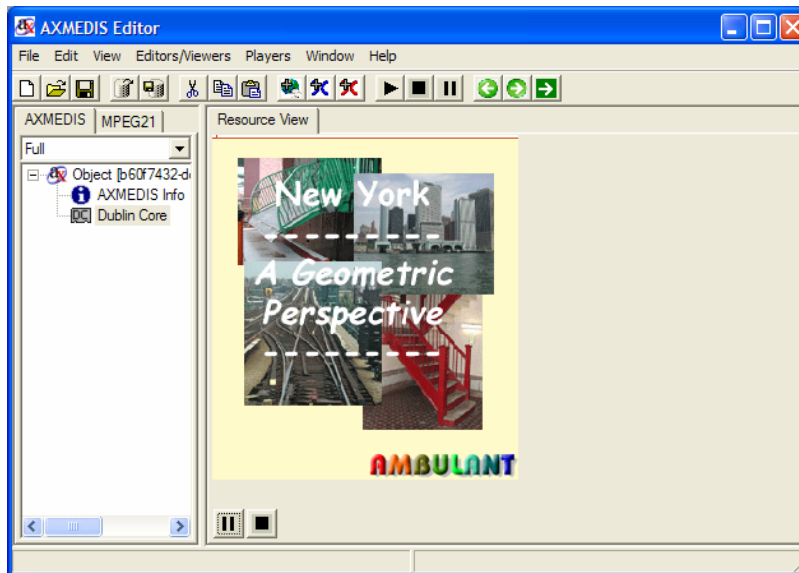 AXMEDIS Editor
File Edit View Editors/Viewers Players Window Help
AXMEDIS MPEG21
Resource View
Full
Object [b60f7432-d
AXMEDIS Info
DC Dublin Core
New York
---------
A Geometric
Perspective
---------
AMBULANT